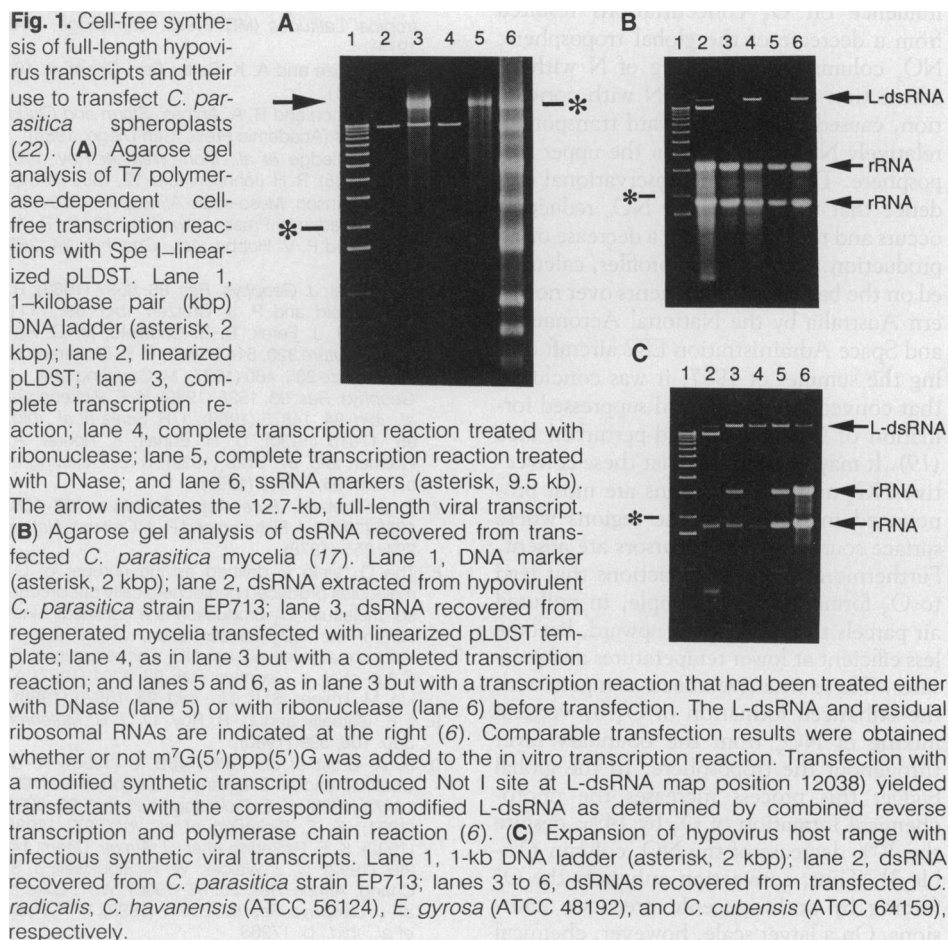 Fig. 1. Cell-free synthe-
sis of full-length hypovi-
rus transcripts and their
use to transfect C. par-
asitica spheroplasts
(22). (A) Agarose gel
analysis of T7 polymer-
ase–dependent cell-
free transcription reac-
tions with Spe I–linear-
ized pLDST. Lane 1,
1–kilobase pair (kbp)
DNA ladder (asterisk, 2
kbp); lane 2, linearized
pLDST; lane 3, com-
plete transcription re-
action; lane 4, complete transcription reaction treated with
ribonuclease; lane 5, complete transcription reaction treated
with DNase; and lane 6, ssRNA markers (asterisk, 9.5 kb).
The arrow indicates the 12.7-kb, full-length viral transcript.
(B) Agarose gel analysis of dsRNA recovered from trans-
fected C. parasitica mycelia (17). Lane 1, DNA ladder
(asterisk, 2 kbp); lane 2, dsRNA extracted from hypovirulent
C. parasitica strain EP713; lane 3, dsRNA recovered from
regenerated mycelia transfected with linearized pLDST tem-
plate; lane 4, as in lane 3 but with a completed transcription
reaction; and lanes 5 and 6, as in lane 3 but with a transcription reaction that had been treated either
with DNase (lane 5) or with ribonuclease (lane 6) before transfection. The L-dsRNA and residual
ribosomal RNAs are indicated at the right (6). Comparable transfection results were obtained
whether or not m7G(5′)ppp(5′)G was added to the in vitro transcription reaction. Transfection with
a modified synthetic transcript (introduced Not I site at L-dsRNA map position 12038) yielded
transfectants with the corresponding modified L-dsRNA as determined by combined reverse
transcription and polymerase chain reaction (6). (C) Expansion of hypovirus host range with
infectious synthetic viral transcripts. Lane 1, 1-kb DNA ladder (asterisk, 2 kbp); lane 2, dsRNA
recovered from C. parasitica strain EP713; lanes 3 to 6, dsRNAs recovered from transfected C.
radicalis, C. havanensis (ATCC 56124), E. gyrosa (ATCC 48192), and C. cubensis (ATCC 64159),
respectively.
A
1 2 3 4 5 6
*
*
B
1 2 3 4 5 6
L-dsRNA
rRNA
* rRNA
C
1 2 3 4 5 6
L-dsRNA
rRNA
* rRNA